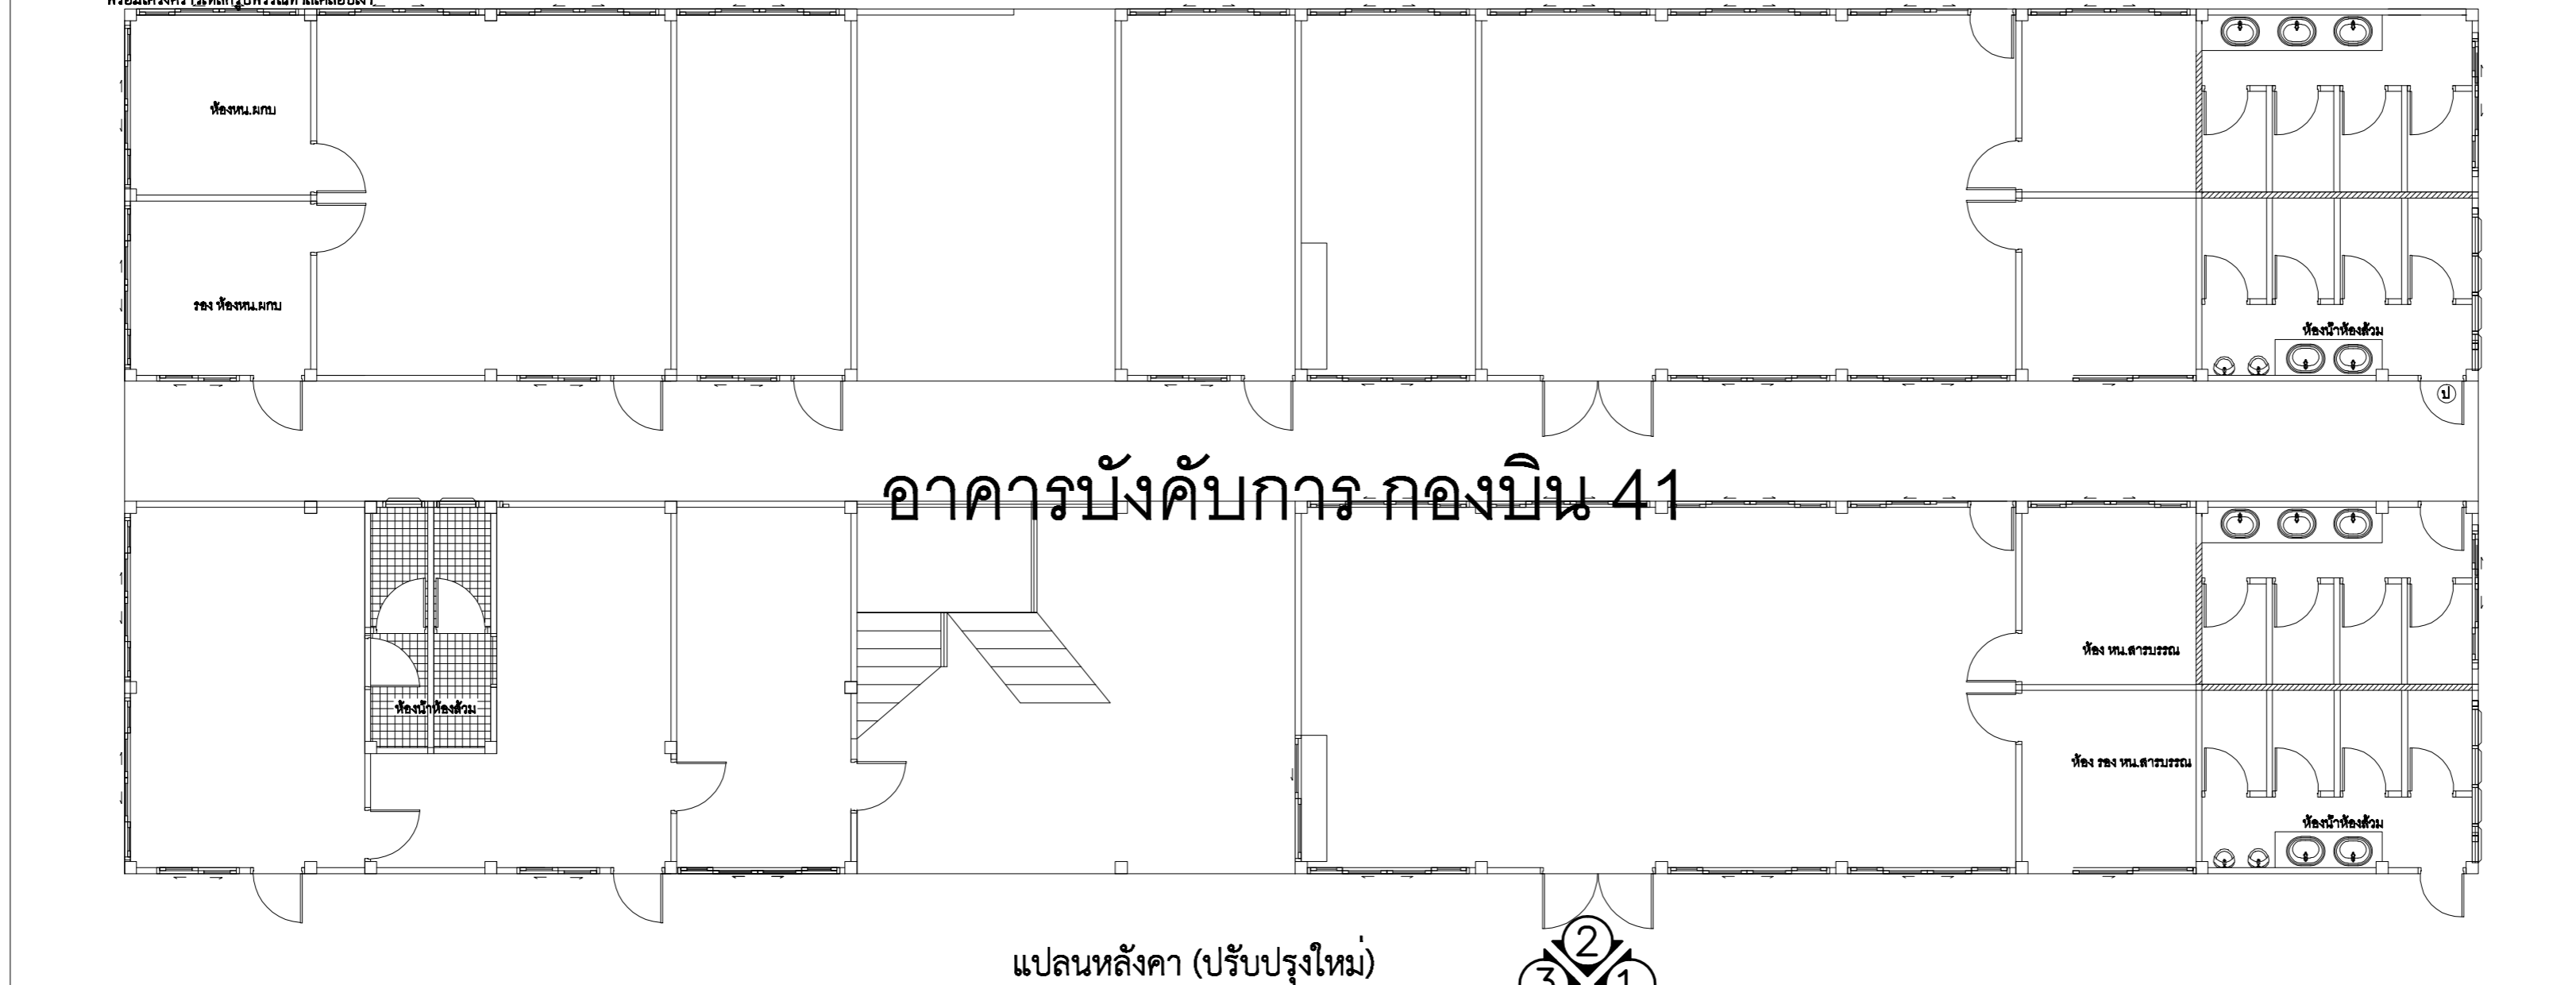 ห้องหน.ผกบ
รอง ห้องหน.ผกบ
ห้องน้ำห้องส้วม
ป
อาคารบังคับการ กองบิน 41
ห้อง หน.สารบรรณ
ห้องน้ำห้องส้วม
ห้อง รอง หน.สารบรรณ
ห้องน้ำห้องส้วม
แปลนหลังคา (ปรับปรุงใหม่)
2
3 1